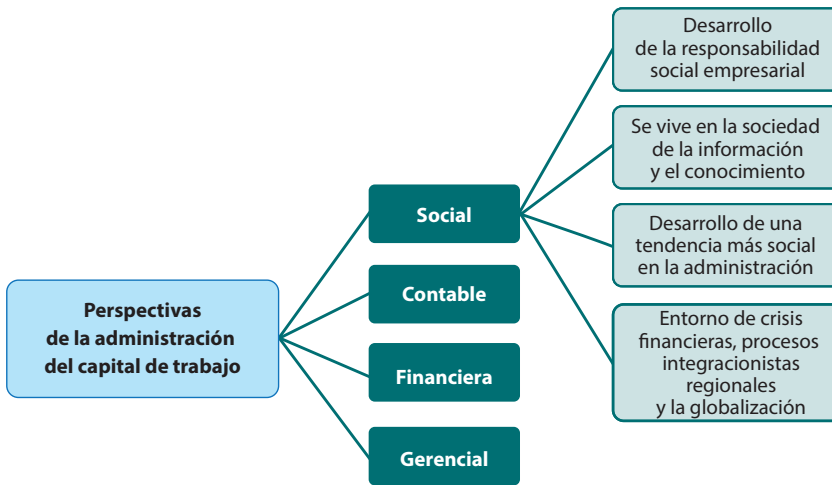 Perspectivas
de la administración
del capital de trabajo
Social
Contable
Financiera
Gerencial
Desarrollo
de la responsabilidad
social empresarial
Se vive en la sociedad
de la información
y el conocimiento
Desarrollo de una
tendencia más social
en la administración
Entorno de crisis
financieras, procesos
integracionistas
regionales
y la globalización